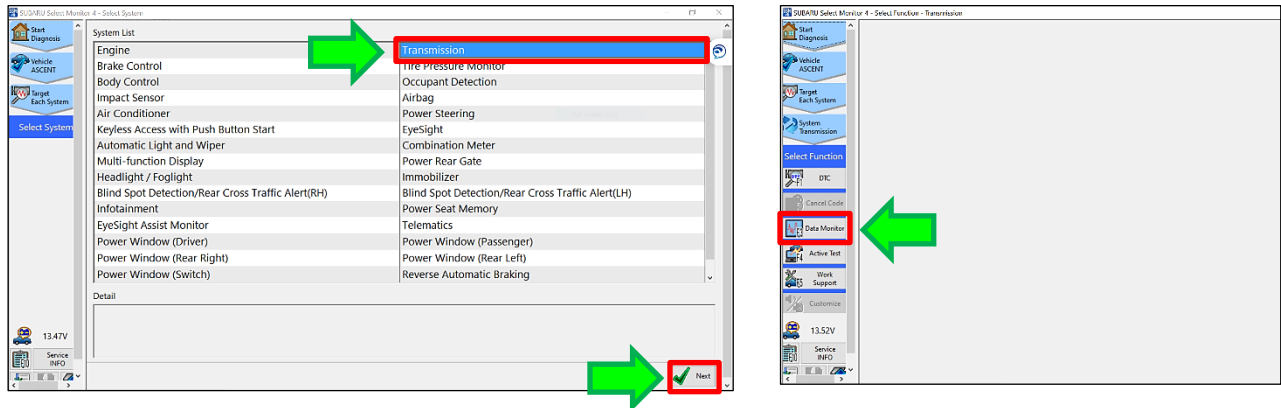 SUBARU Select Monitor 4 - Select System
Start
Diagnosis
Vehicle
ASCENT
Target
Each System
Select System
13.47V
Service
INFO
System List
Engine
Transmission
Brake Control
Tire Pressure Monitor
Body Control
Occupant Detection
Impact Sensor
Airbag
Air Conditioner
Power Steering
Keyless Access with Push Button Start
EyeSight
Automatic Light and Wiper
Combination Meter
Multi-function Display
Power Rear Gate
Headlight / Foglight
Immobilizer
Blind Spot Detection/Rear Cross Traffic Alert(RH)
Blind Spot Detection/Rear Cross Traffic Alert(LH)
Infotainment
Power Seat Memory
EyeSight Assist Monitor
Telematics
Power Window (Driver)
Power Window (Passenger)
Power Window (Rear Right)
Power Window (Rear Left)
Power Window (Switch)
Reverse Automatic Braking
Detail
Next
SUBARU Select Monitor 4 - Select Function - Transmission
Start
Diagnosis
Vehicle
ASCENT
Target
Each System
System
Transmission
Select Function
F1 DTC
Cancel Code
F3 Data Monitor
F4 Active Test
F5 Work
Support
Customize
13.52V
Service
INFO